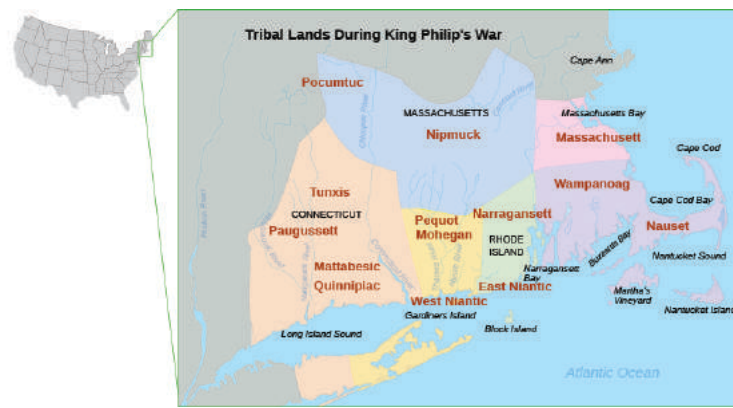 Tribal Lands During King Philip's War
Cape Ann
Pocumtuc
MASSACHUSETTS
Nipmuck
Massachusetts Bay
Massachusett
Cape Cod
Wampanoag
Tunxis
CONNECTICUT
Paugussett
Pequot
Mohegan
Narragansett
RHODE
ISLAND
Cape Cod Bay
Nauset
Buzzards Bay
Nantucket Sound
Mattabesic
Quinnipiac
Narragansett
Bay
East Niantic
West Niantic
Martha's
Vineyard
Nantucket Island
Gardiners Island
Block Island
Long Island Sound
Atlantic Ocean